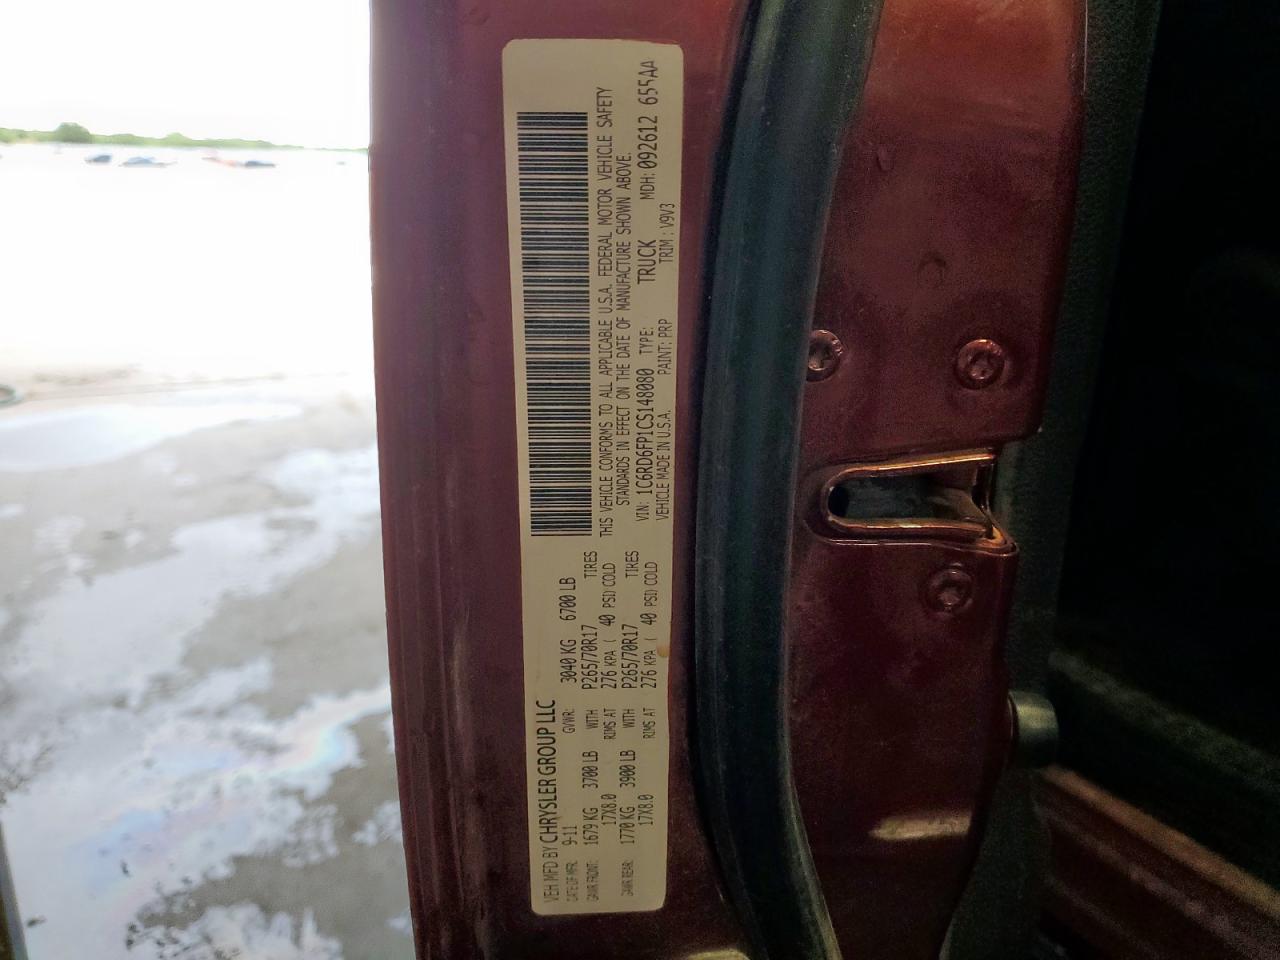 VEH MFD BY CHRYSLER GROUP LLC
DATE OF MFR: 9-11 GVWR: 3040 KG 6700 LB
GAWR FRONT: 1679 KG 3700 LB WITH P265/70R17 TIRES
17X8.0 RIMS AT 276 KPA ( 40 PSI) COLD
GAWR REAR: 1770 KG 3900 LB WITH P265/70R17 TIRES
17X8.0 RIMS AT 276 KPA ( 40 PSI) COLD
THIS VEHICLE CONFORMS TO ALL APPLICABLE U.S.A. FEDERAL MOTOR VEHICLE SAFETY
STANDARDS IN EFFECT ON THE DATE OF MANUFACTURE SHOWN ABOVE.
VIN: 1C6RD6FP1CS148080 TYPE: TRUCK MDH: 092612 655AA
VEHICLE MADE IN U.S.A. PAINT: PRP TRIM: V9V3